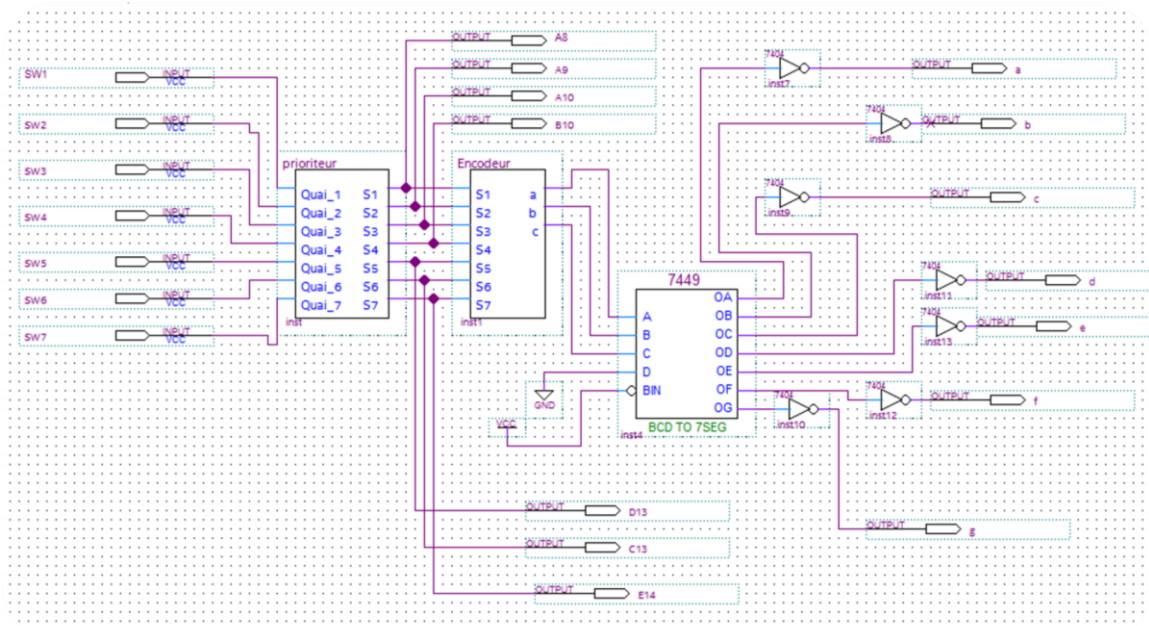 OUTPUT A8
OUTPUT A9
OUTPUT A10
OUTPUT B10
SW1 INPUT VCC
SW2 INPUT VCC
SW3 INPUT VCC
SW4 INPUT VCC
SW5 INPUT VCC
SW6 INPUT VCC
SW7 INPUT VCC
prioriteur
Quai_1 S1
Quai_2 S2
Quai_3 S3
Quai_4 S4
Quai_5 S5
Quai_6 S6
Quai_7 S7
inst
Encodeur
S1 a
S2 b
S3 c
S4
S5
S6
S7
inst1
7449
OA
OB
A OC
B OD
C OE
D OF
BIN OG
BCD TO 7SEG
inst4
GND
VCC
7404
inst7
OUTPUT a
7404
inst8
OUTPUT b
7404
inst9
OUTPUT c
7404
inst11
OUTPUT d
7404
inst13
OUTPUT e
7404
inst12
OUTPUT f
7404
inst10
OUTPUT g
OUTPUT D13
OUTPUT C13
OUTPUT E14